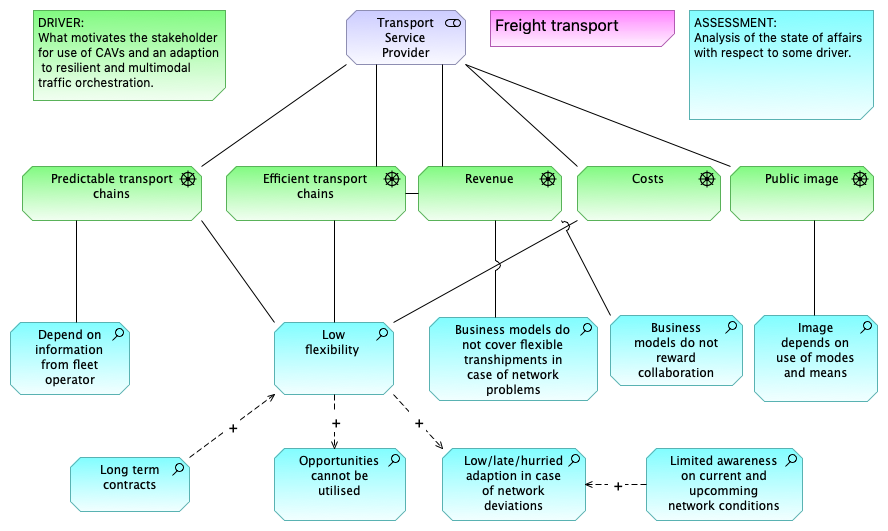 DRIVER:
What motivates the stakeholder
for use of CAVs and an adaption
to resilient and multimodal
traffic orchestration.
Transport
Service
Provider
Freight transport
ASSESSMENT:
Analysis of the state of affairs
with respect to some driver.
Predictable transport
chains
Efficient transport
chains
Revenue
Costs
Public image
Depend on
information
from fleet
operator
Low
flexibility
Business models do
not cover flexible
transhipments in
case of network
problems
Business
models do not
reward
collaboration
Image
depends on
use of modes
and means
+
+
+
Long term
contracts
Opportunities
cannot be
utilised
Low/late/hurried
adaption in case
of network
deviations
+
Limited awareness
on current and
upcomming
network conditions